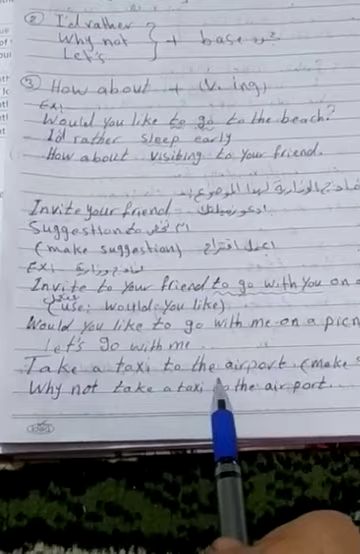 ② I'd rather
Why not } + base
Let's
③ How about + (v. ing)
Ex:
Would you like to go to the beach?
I'd rather sleep early
How about visiting to your friend.
Invite your friend
Suggestion to
(make suggestion) اعمل اقتراح
Ex:
Invite to your friend to go with you on a
(use: would you like)
Would you like to go with me on a picn
Let's go with me
Take a taxi to the airport. (make s
Why not take a taxi to the airport.